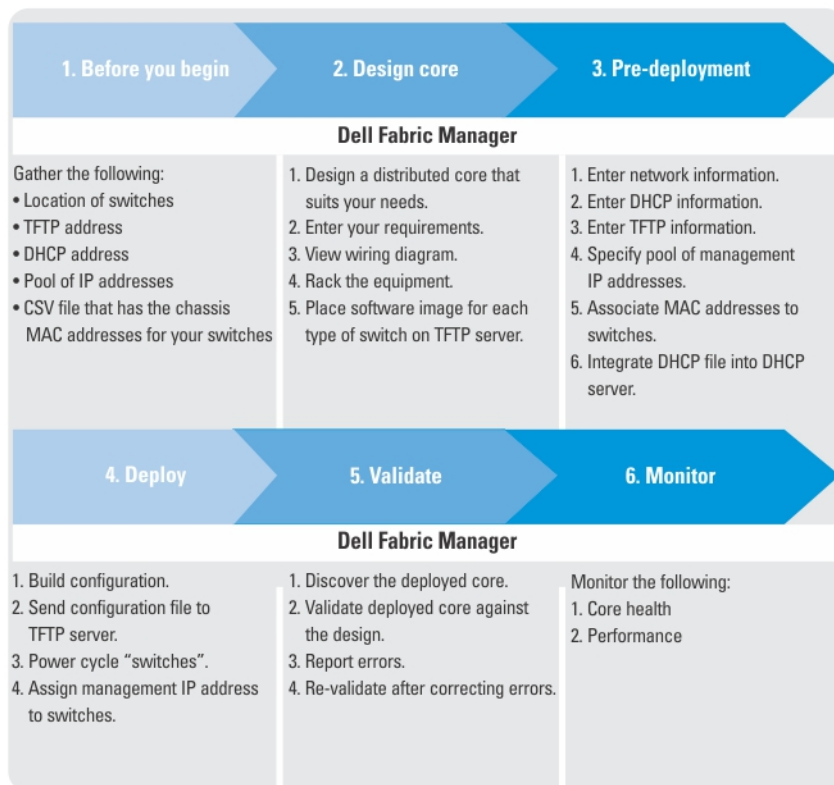 1. Before you begin
2. Design core
3. Pre-deployment
Dell Fabric Manager
Gather the following:
• Location of switches
• TFTP address
• DHCP address
• Pool of IP addresses
• CSV file that has the chassis
MAC addresses for your switches
1. Design a distributed core that
suits your needs.
2. Enter your requirements.
3. View wiring diagram.
4. Rack the equipment.
5. Place software image for each
type of switch on TFTP server.
1. Enter network information.
2. Enter DHCP information.
3. Enter TFTP information.
4. Specify pool of management
IP addresses.
5. Associate MAC addresses to
switches.
6. Integrate DHCP file into DHCP
server.
4. Deploy
5. Validate
6. Monitor
Dell Fabric Manager
1. Build configuration.
2. Send configuration file to
TFTP server.
3. Power cycle “switches”.
4. Assign management IP address
to switches.
1. Discover the deployed core.
2. Validate deployed core against
the design.
3. Report errors.
4. Re-validate after correcting errors.
Monitor the following:
1. Core health
2. Performance